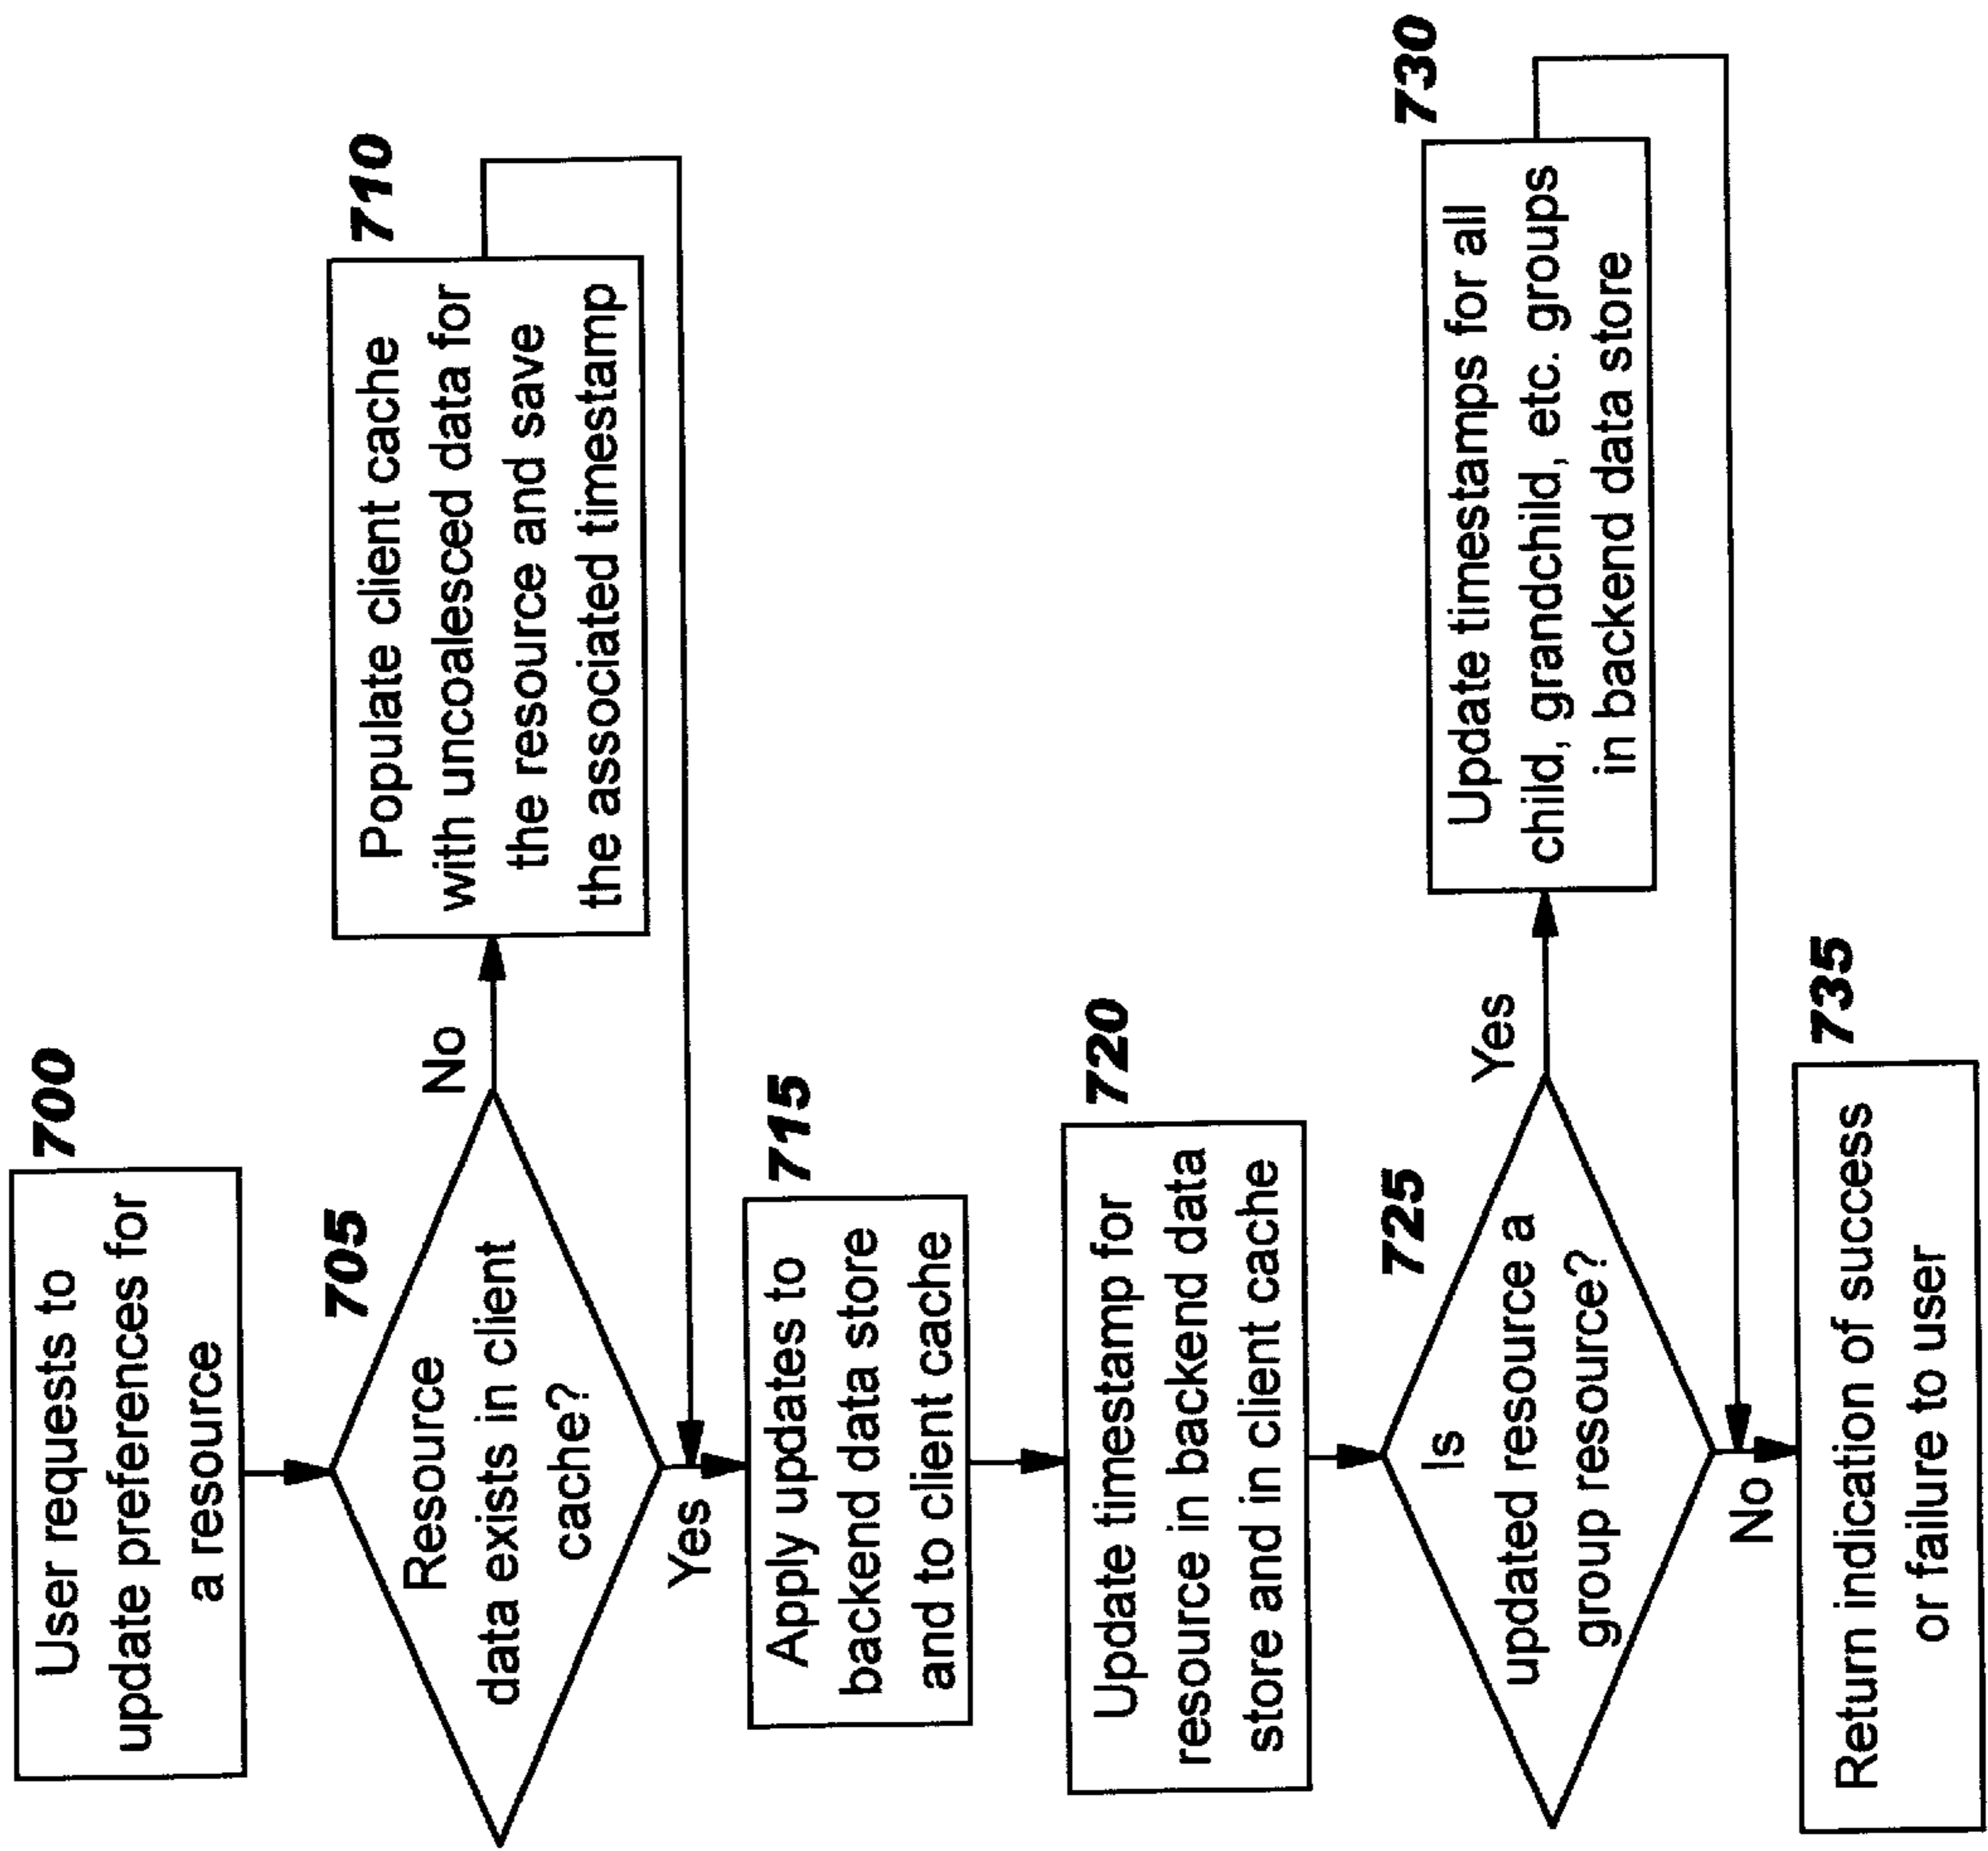 700
User requests to
update preferences for
a resource
705
Resource
data exists in client
cache?
No
710
Populate client cache
with uncoalesced data for
the resource and save
the associated timestamp
Yes
715
Apply updates to
backend data store
and to client cache
720
Update timestamp for
resource in backend data
store and in client cache
725
Is
updated resource a
group resource?
Yes
730
Update timestamps for all
child, grandchild, etc. groups
in backend data store
No
735
Return indication of success
or failure to user